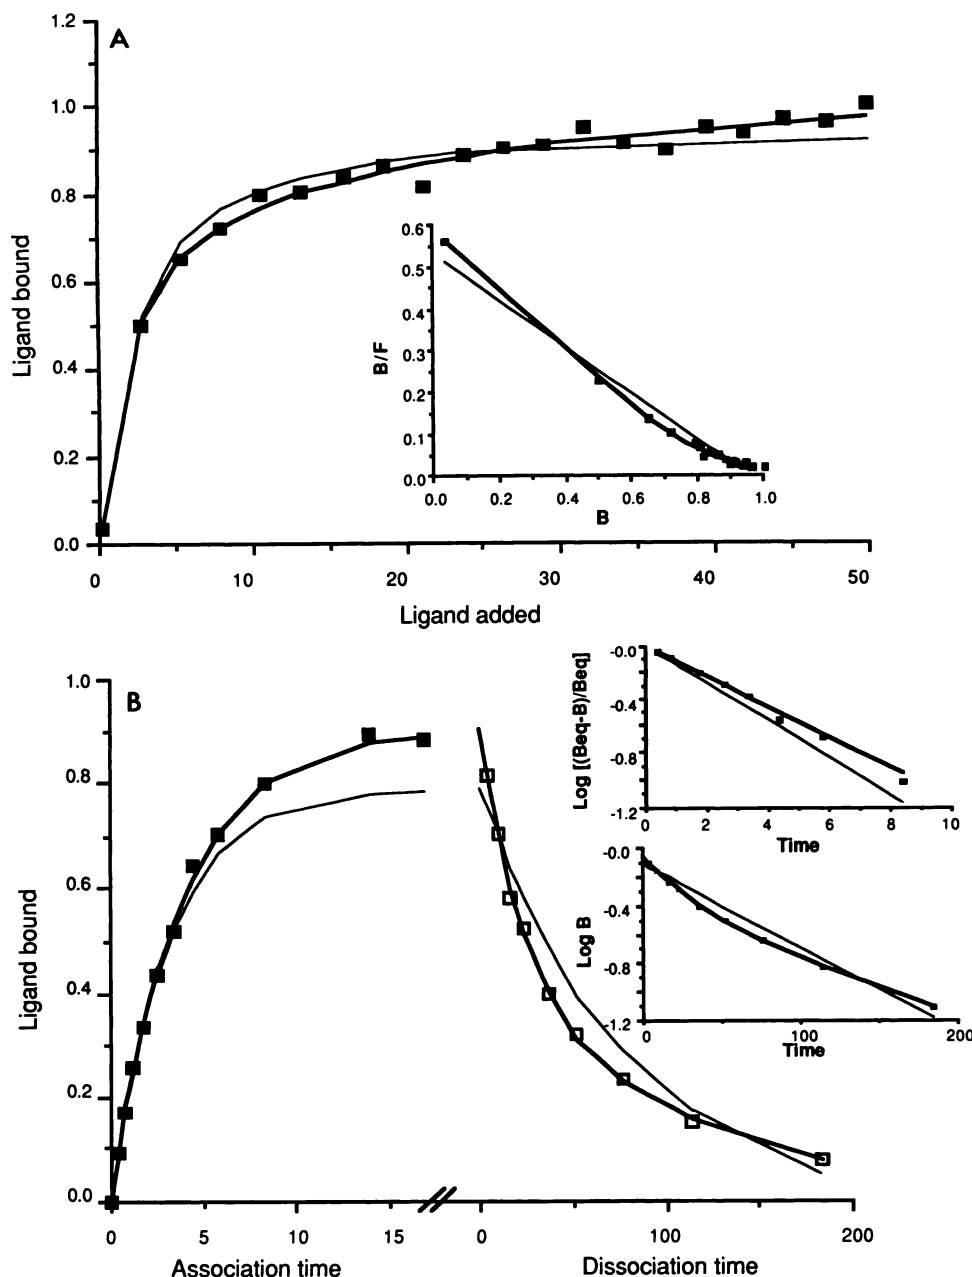 A
1.2
1.0
0.8
0.6
0.4
0.2
0.0
Ligand bound
0 10 20 30 40 50
Ligand added
0.6
0.5
0.4
0.3
0.2
0.1
0.0
B/F
0.0 0.2 0.4 0.6 0.8 1.0
B
B
1.0
0.8
0.6
0.4
0.2
0.0
Ligand bound
0 5 10 15
Association time
0 100 200
Dissociation time
-0.0
-0.4
-0.8
-1.2
Log [(Beq-B)/Beq]
0 2 4 6 8 10
Time
-0.0
-0.4
-0.8
-1.2
Log B
0 100 200
Time